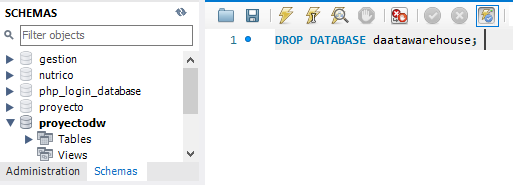 SCHEMAS
Filter objects
gestion
nutrico
php_login_database
proyecto
proyectodw
Tables
Views
Administration Schemas
1 DROP DATABASE daatawarehouse;